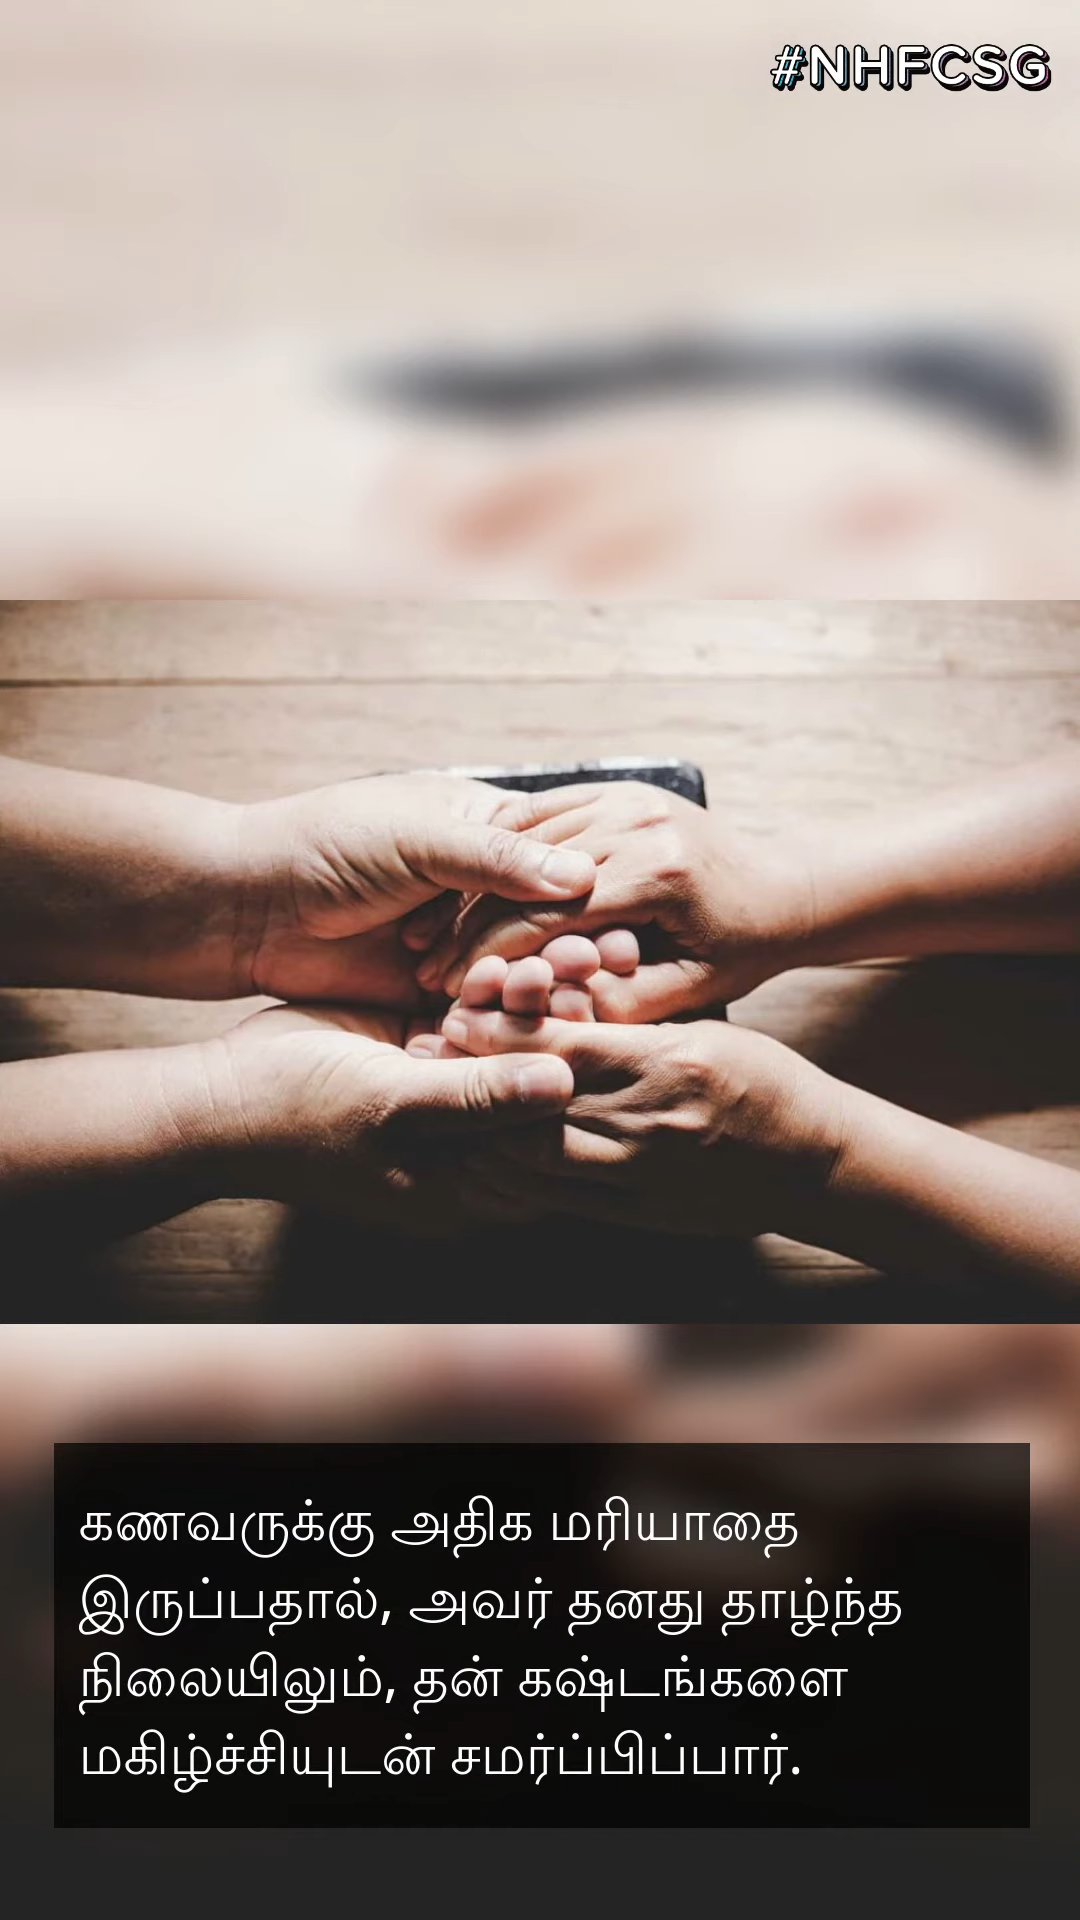 #NHFCSG
கணவருக்கு அதிக மரியாதை
இருப்பதால், அவர் தனது தாழ்ந்த
நிலையிலும், தன் கஷ்டங்களை
மகிழ்ச்சியுடன் சமர்ப்பிப்பார்.